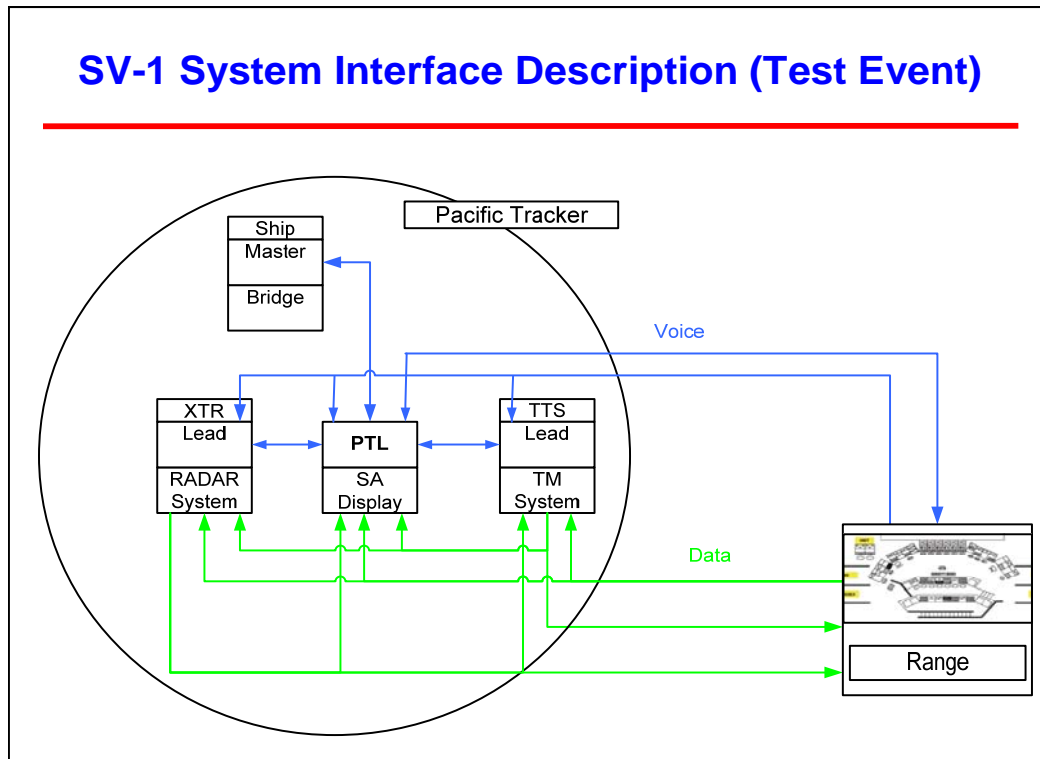 SV-1 System Interface Description (Test Event)
Pacific Tracker
Ship
Master
Bridge
Voice
XTR
Lead
RADAR
System
PTL
SA
Display
TTS
Lead
TM
System
Data
Range